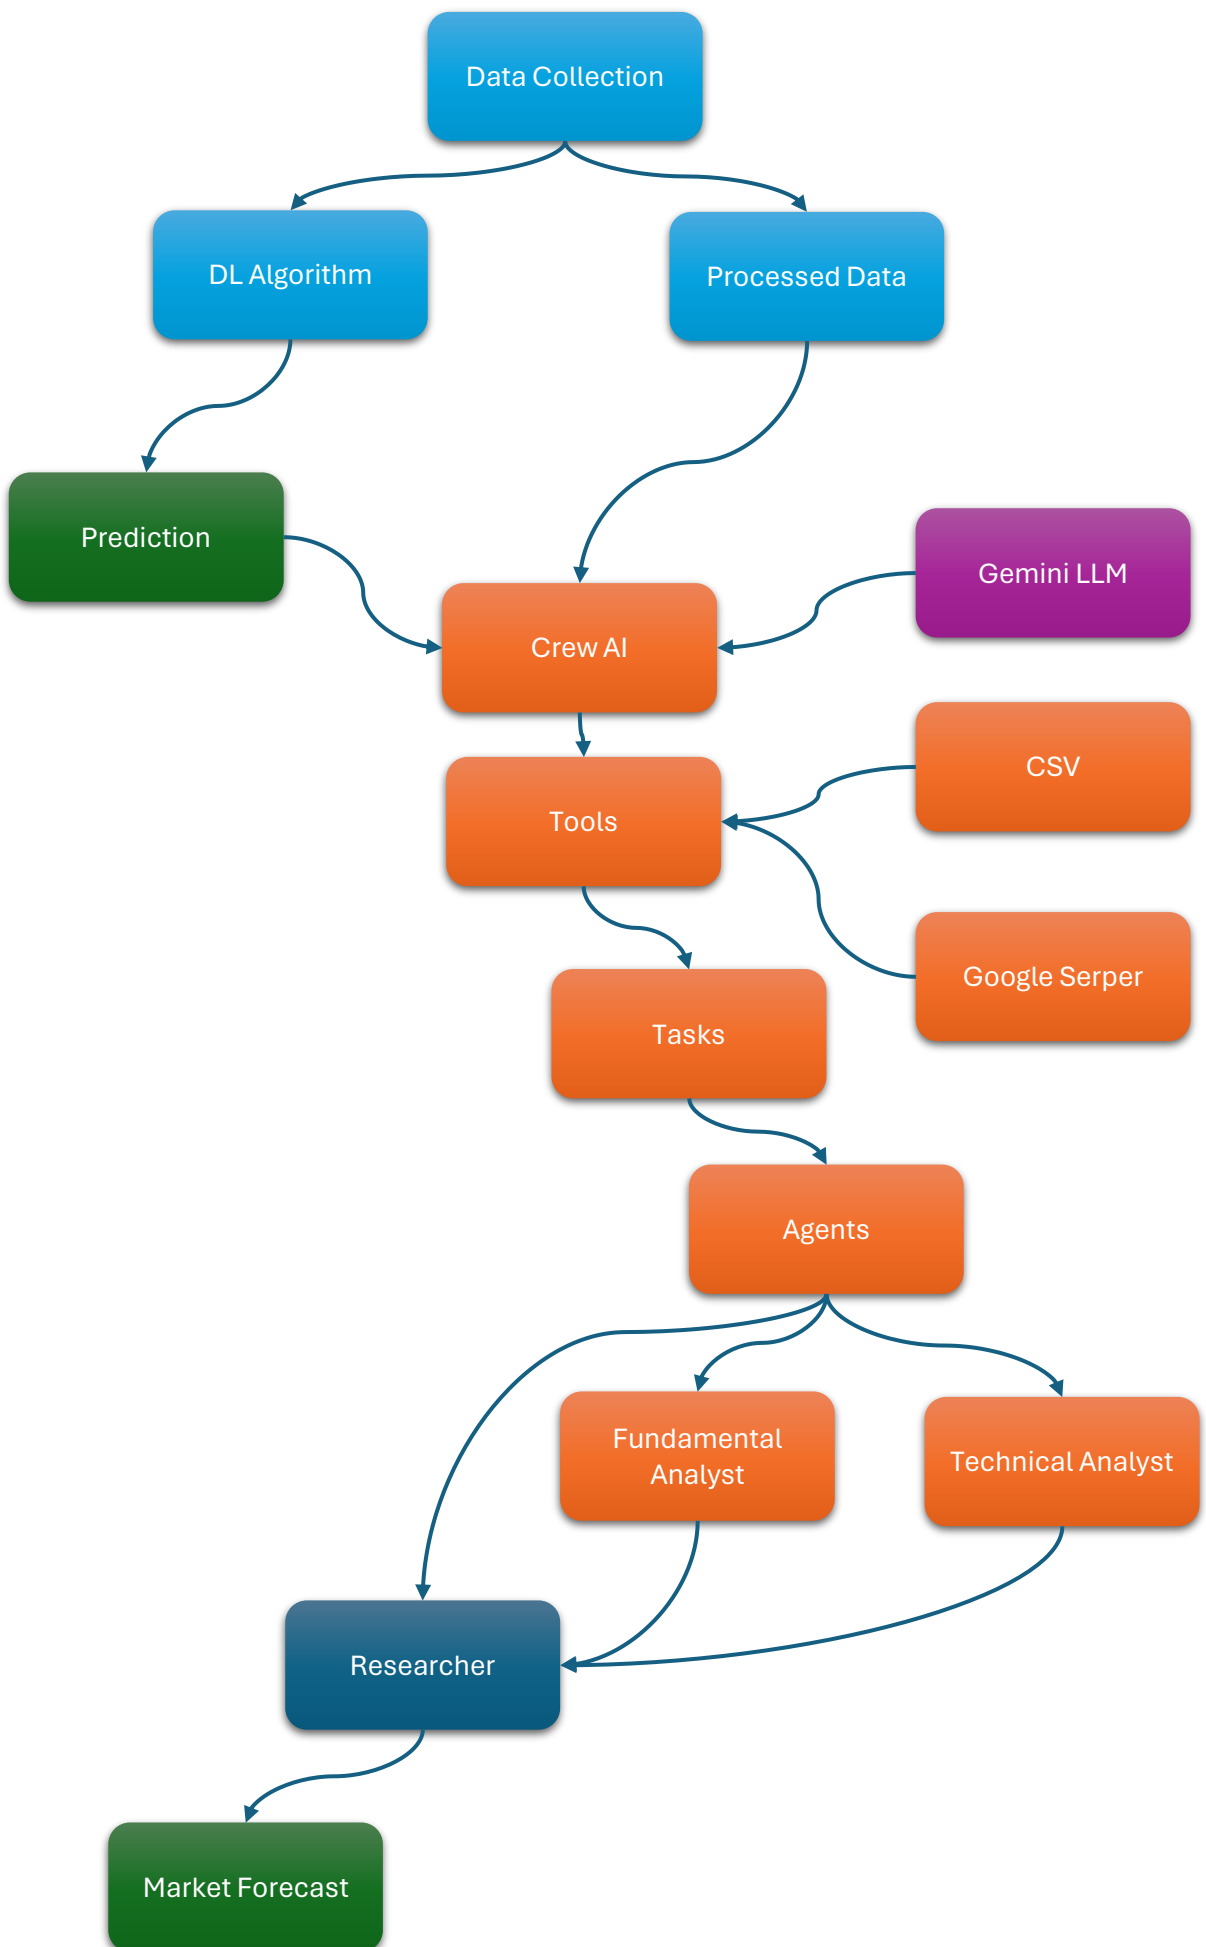 Data Collection
DL Algorithm
Processed Data
Prediction
Gemini LLM
Crew AI
CSV
Tools
Google Serper
Tasks
Agents
Fundamental
Analyst
Technical Analyst
Researcher
Market Forecast